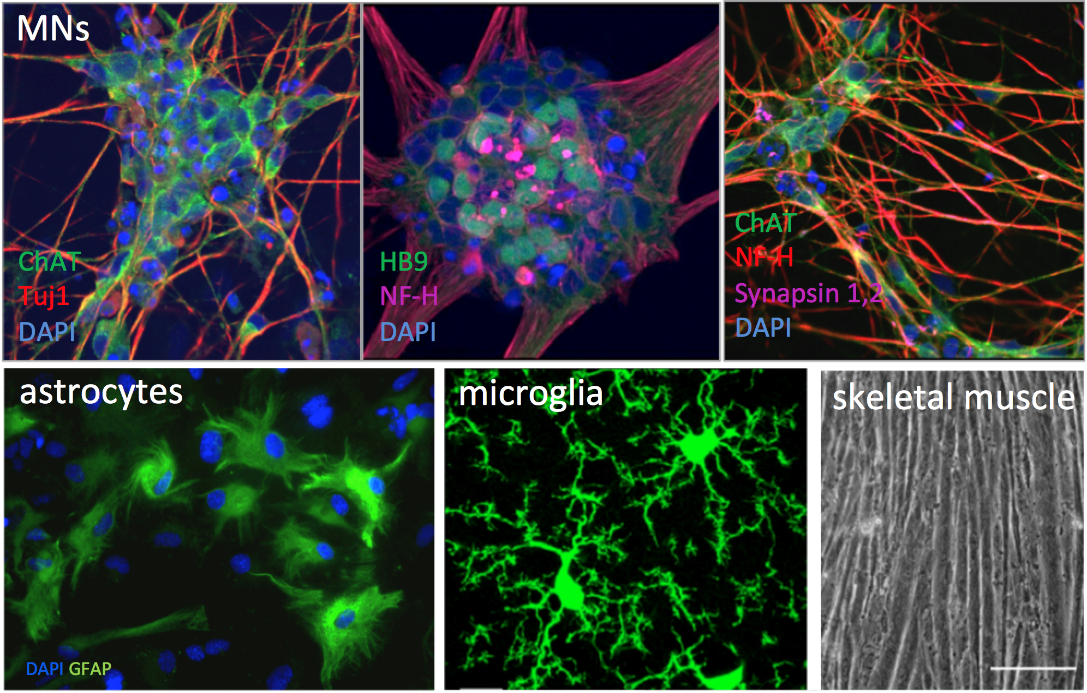 MNs
ChAT
Tuj1
DAPI
HB9
NF-H
DAPI
ChAT
NF-H
Synapsin 1,2
DAPI
astrocytes
DAPI GFAP
microglia
skeletal muscle